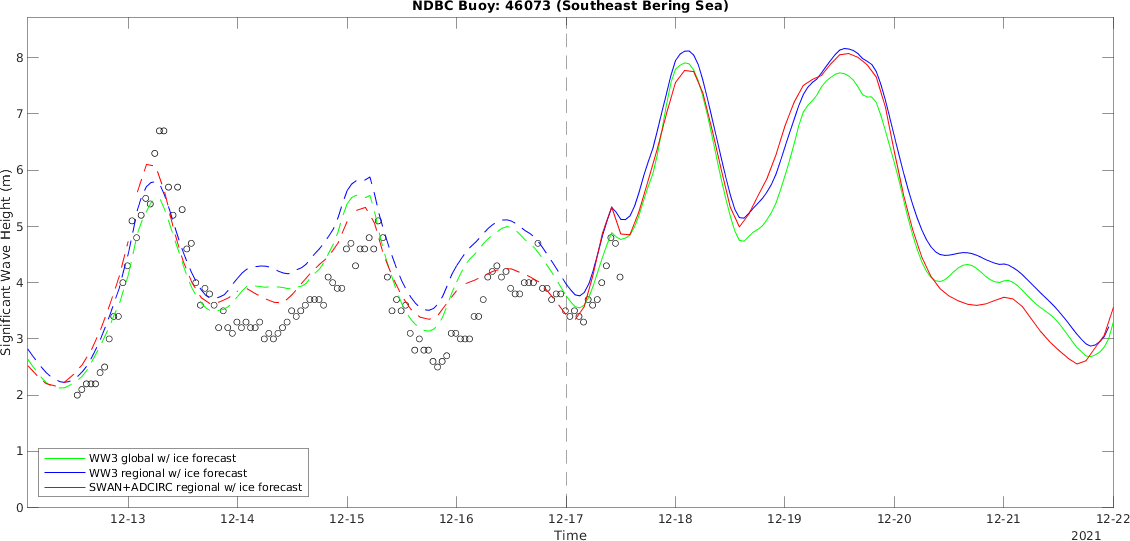 NDBC Buoy: 46073 (Southeast Bering Sea)
Significant Wave Height (m)
8
7
6
5
4
3
2
1
0
WW3 global w/ ice forecast
WW3 regional w/ ice forecast
SWAN+ADCIRC regional w/ ice forecast
12-13 12-14 12-15 12-16 12-17 12-18 12-19 12-20 12-21 12-22
Time
2021